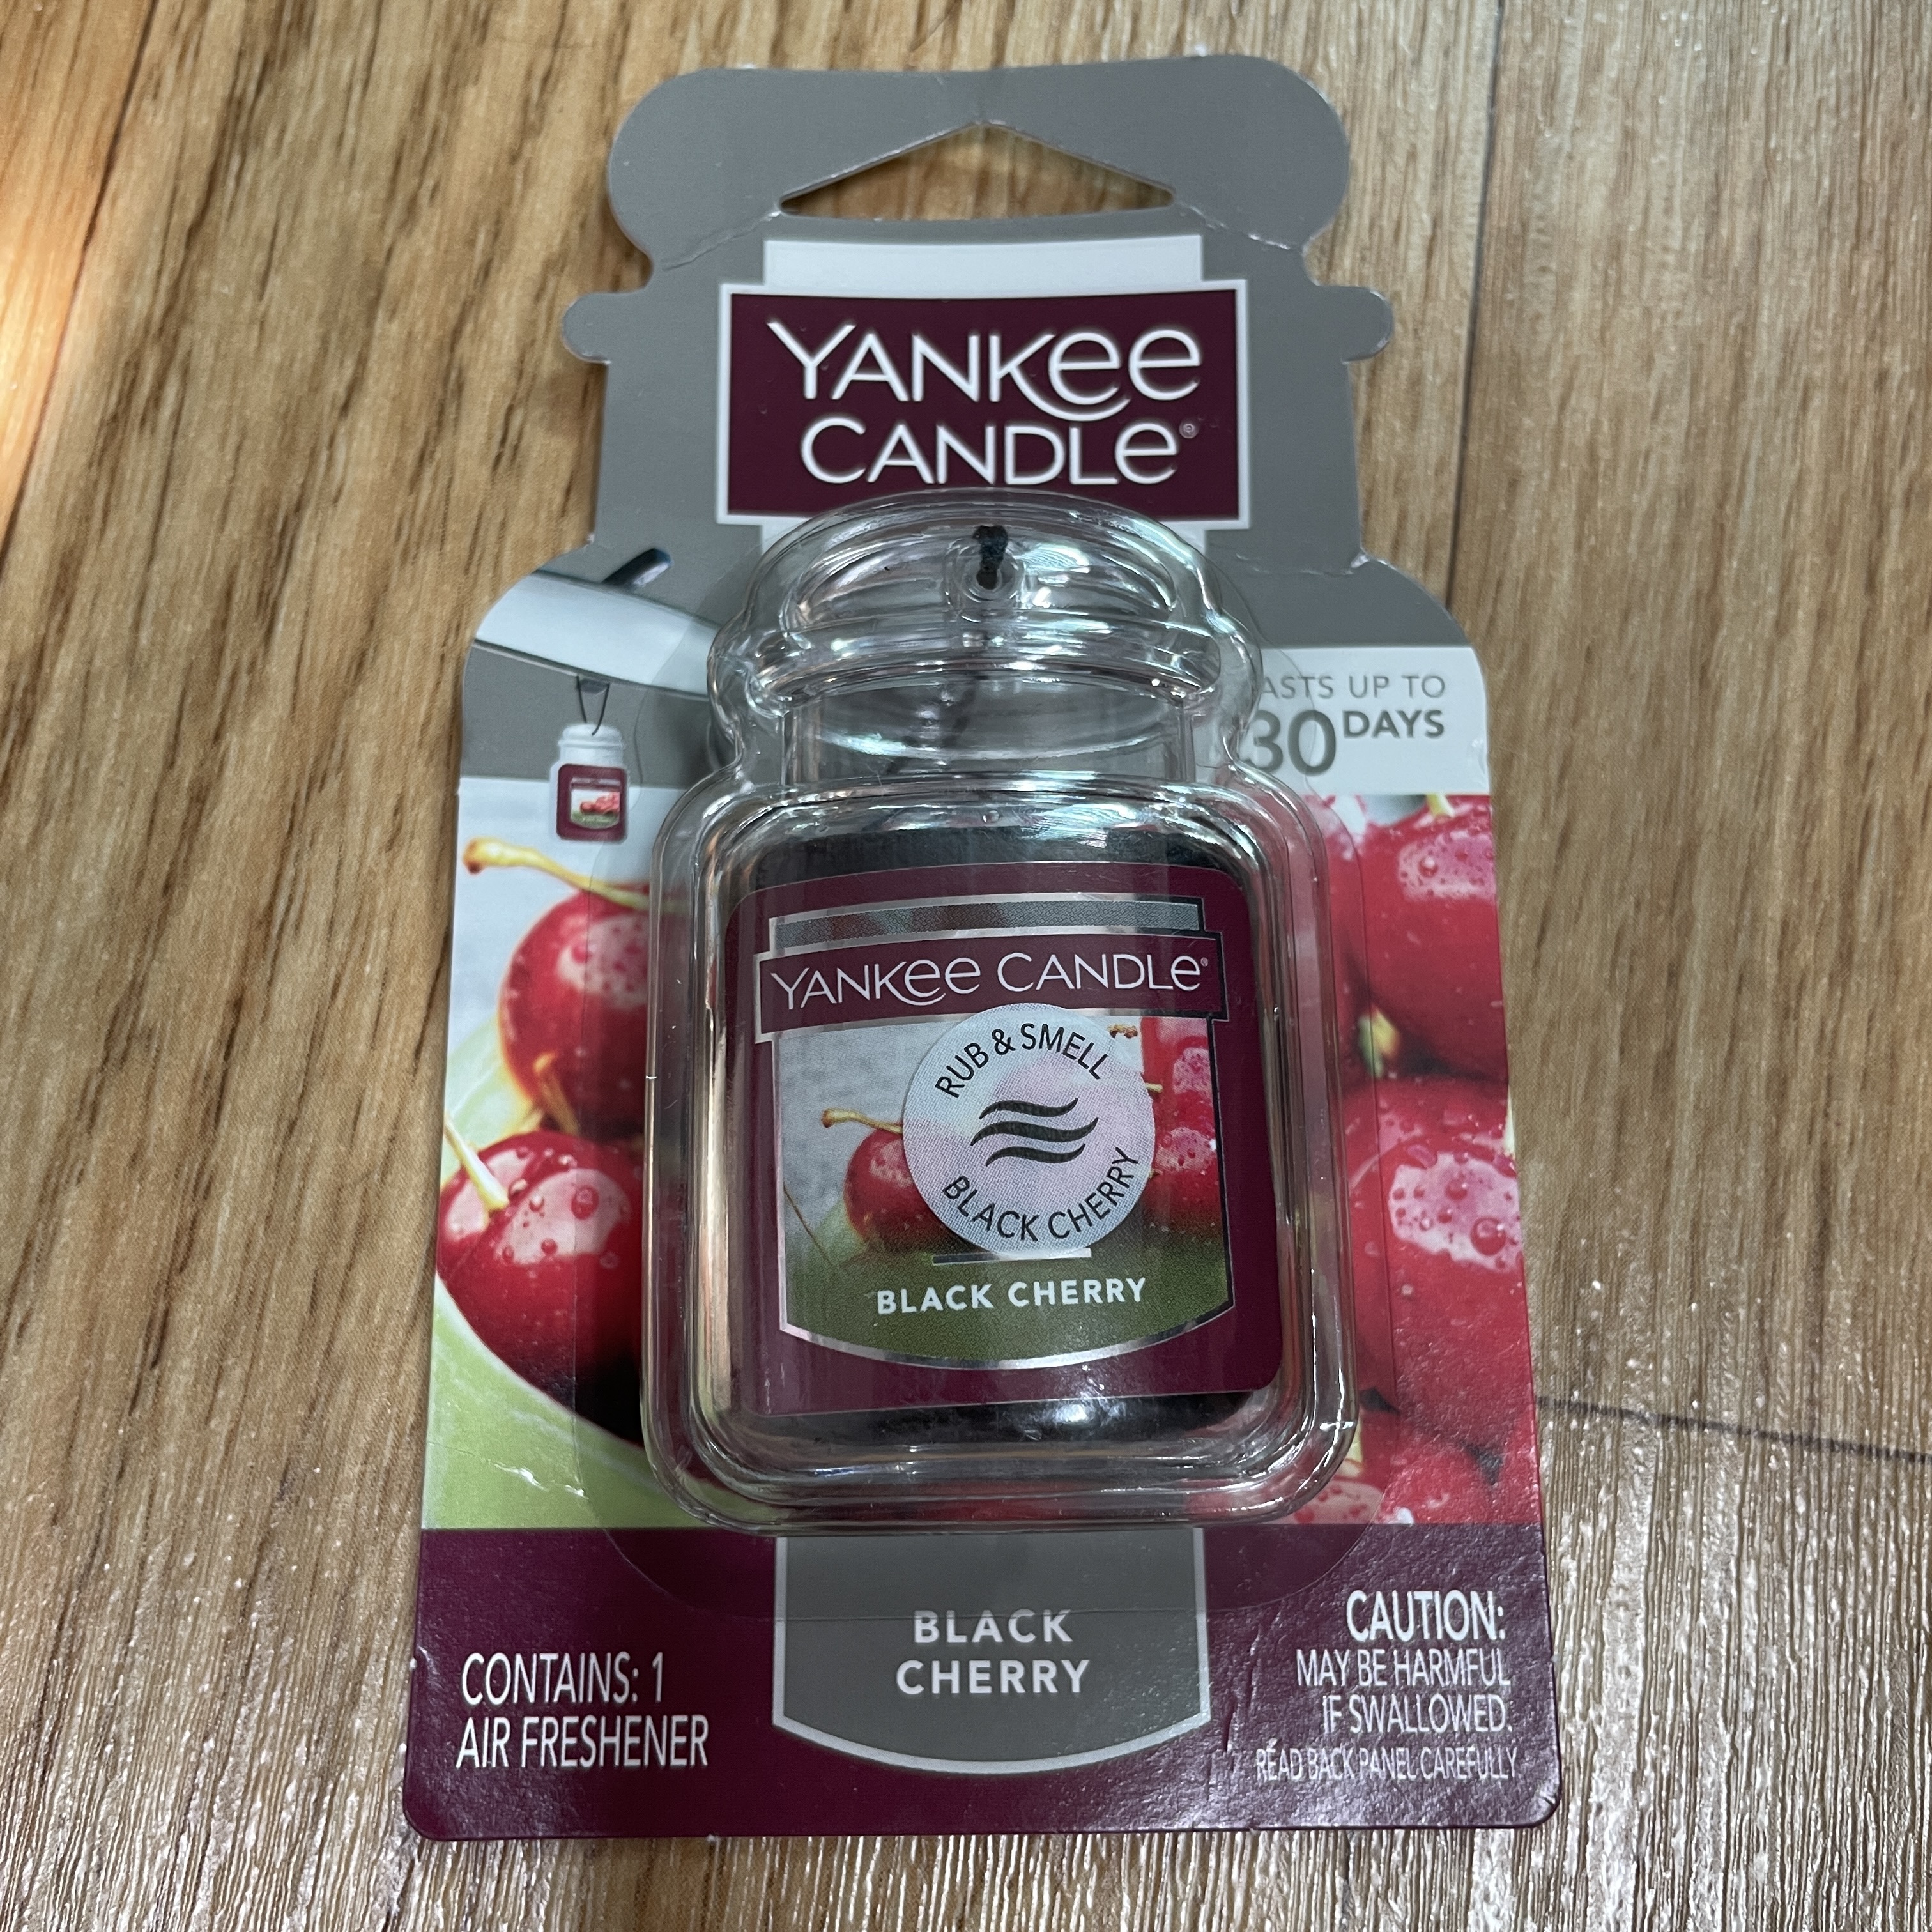 YANKEE
CANDLE®
ASTS UP TO
30 DAYS
YANKEE CANDLE®
RUB & SMELL
BLACK CHERRY
BLACK CHERRY
BLACK
CHERRY
CONTAINS: 1
AIR FRESHENER
CAUTION:
MAY BE HARMFUL
IF SWALLOWED.
READ BACK PANEL CAREFULLY